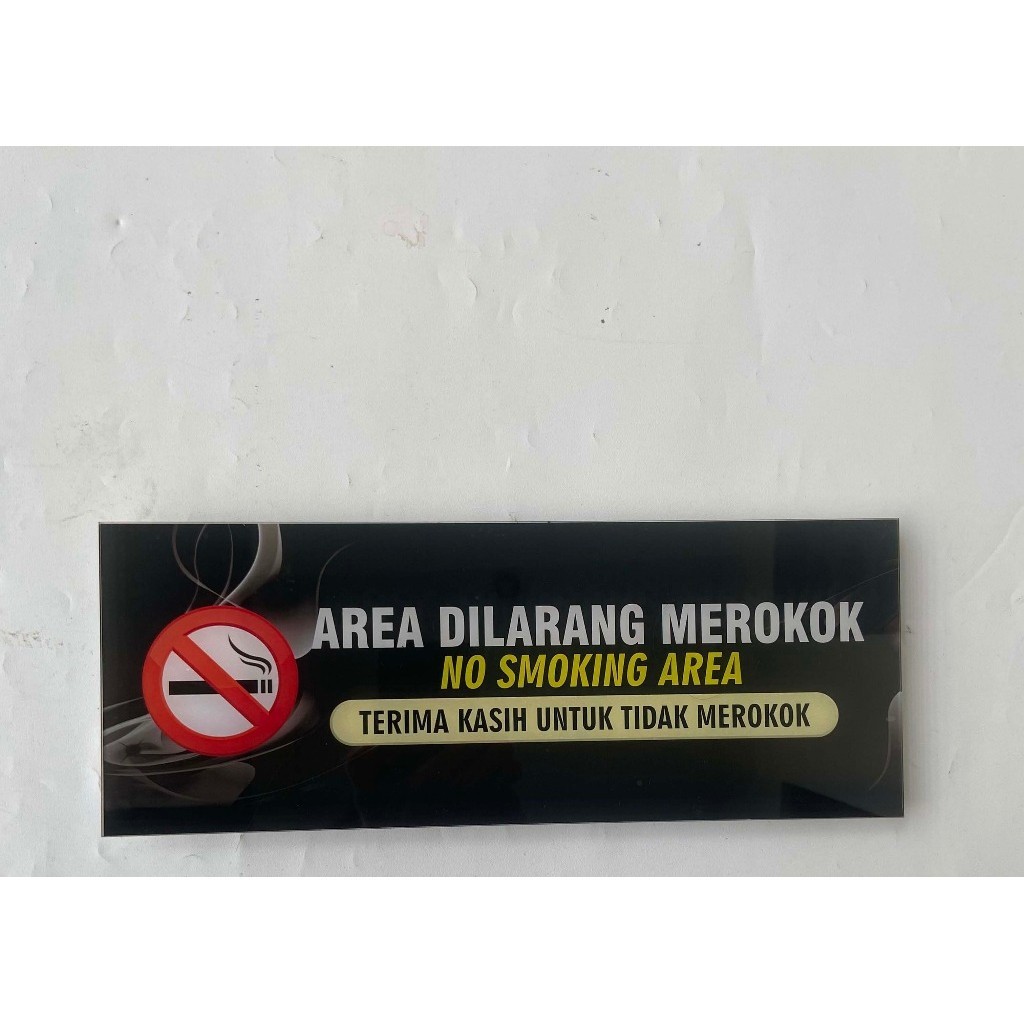 AREA DILARANG MEROKOK
NO SMOKING AREA
TERIMA KASIH UNTUK TIDAK MEROKOK